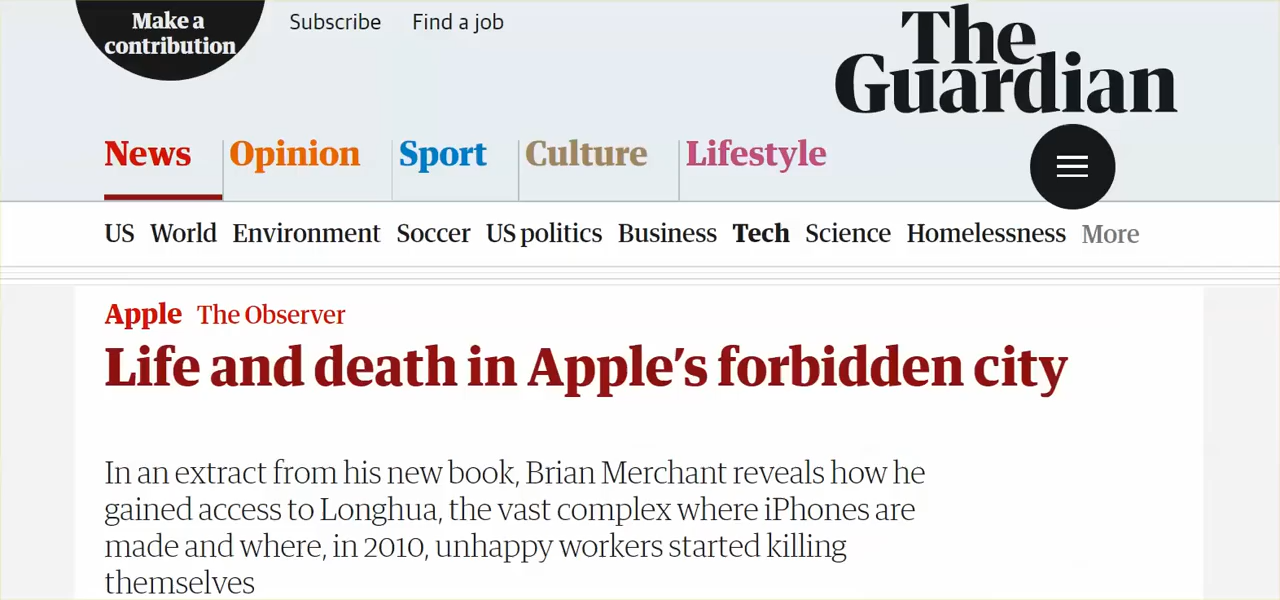 Make a
contribution
Subscribe Find a job
The
Guardian
News Opinion Sport Culture Lifestyle
US World Environment Soccer US politics Business Tech Science Homelessness More
Apple The Observer
Life and death in Apple’s forbidden city
In an extract from his new book, Brian Merchant reveals how he
gained access to Longhua, the vast complex where iPhones are
made and where, in 2010, unhappy workers started killing
themselves